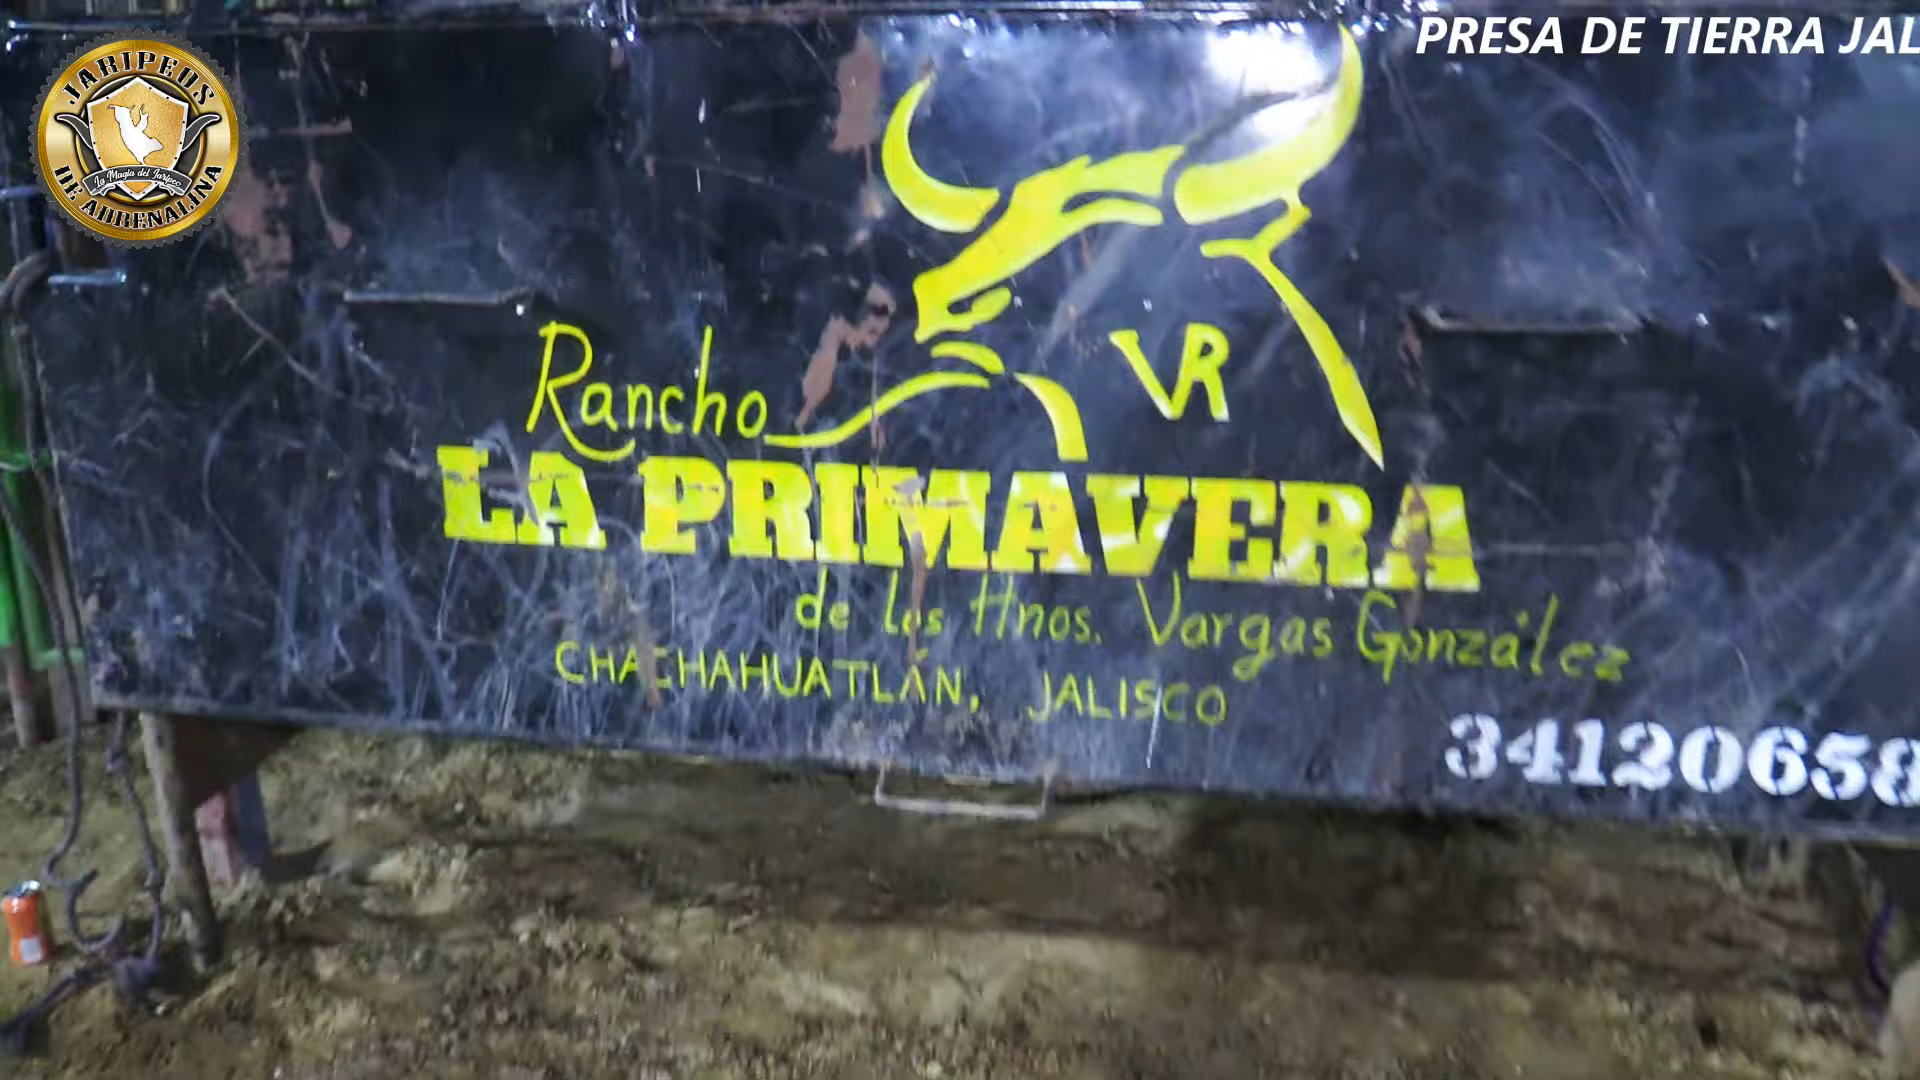 PRESA DE TIERRA JAL
JARIPEOS
La Magia del Jaripeo
DE ADRENALINA
VR
Rancho
LA PRIMAVERA
de los Hnos. Vargas González
CHACHAHUATLÁN, JALISCO
34120658